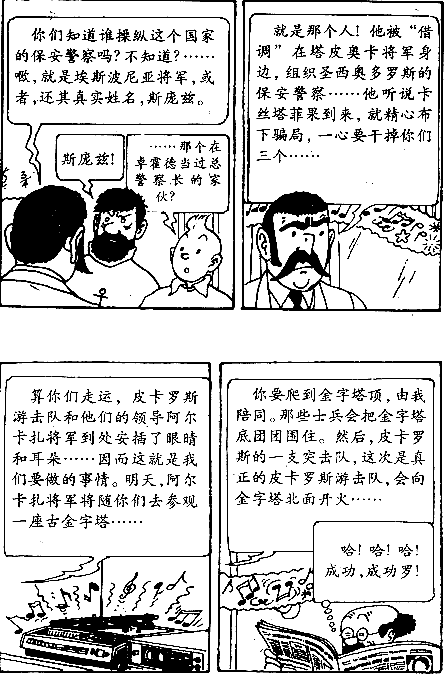 你们知道谁操纵这个国家
的保安警察吗？不知道？……
嗷，就是埃斯波尼亚将军，或
者，还其真实姓名，斯庞兹。
斯庞兹！
……那个在
卓霍德当过总
警察长的家
伙？
就是那个人！他被“借
调”在塔皮奥卡将军身
边，组织圣西奥多罗斯的
保安警察……他听说卡
丝塔菲果到来，就精心布
下骗局，一心要干掉你们
三个……
算你们走运，皮卡罗斯
游击队和他们的领导阿尔
卡扎将军到处安插了眼睛
和耳朵……因而这就是我
们要做的事情。明天，阿尔
卡扎将军将随你们去参观
一座古金字塔……
你要爬到金字塔顶，由我
陪同。那些士兵会把金字塔
底团团围住。然后，皮卡罗
斯的一支突击队，这次是真
正的皮卡罗斯游击队，会向
金字塔北面开火……
哈！哈！哈！
成功，成功罗！